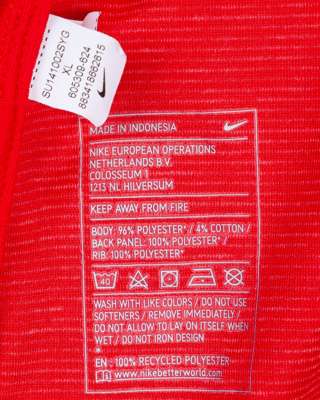 SU141002SYG
XL
605309-624
883418662815
MADE IN INDONESIA
NIKE EUROPEAN OPERATIONS
NETHERLANDS B.V.
COLOSSEUM 1
1213 NL HILVERSUM
KEEP AWAY FROM FIRE
BODY: 96% POLYESTER* / 4% COTTON /
BACK PANEL: 100% POLYESTER* /
RIB: 100% POLYESTER*
40
WASH WITH LIKE COLORS / DO NOT USE
SOFTENERS / REMOVE IMMEDIATELY /
DO NOT ALLOW TO LAY ON ITSELF WHEN
WET / DO NOT IRON DESIGN
EN : 100% RECYCLED POLYESTER
www.nikebetterworld.com